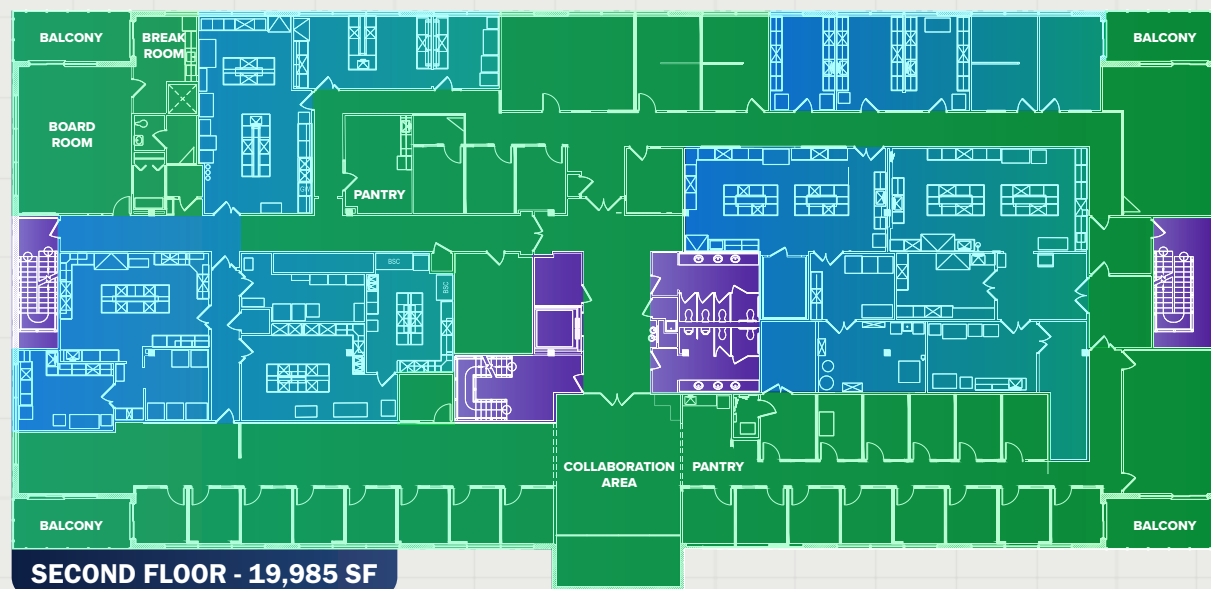 BALCONY
BREAK
ROOM
BALCONY
BOARD
ROOM
PANTRY
BSC
BSC
COLLABORATION
AREA
PANTRY
BALCONY
BALCONY
SECOND FLOOR - 19,985 SF